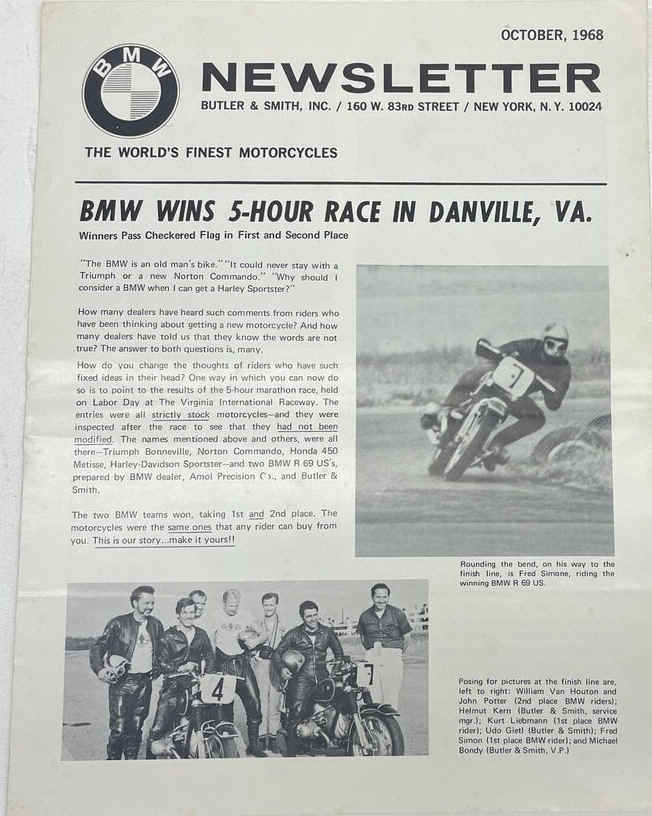 OCTOBER, 1968
BMW
NEWSLETTER
BUTLER & SMITH, INC. / 160 W. 83RD STREET / NEW YORK, N. Y. 10024
THE WORLD'S FINEST MOTORCYCLES
BMW WINS 5-HOUR RACE IN DANVILLE, VA.
Winners Pass Checkered Flag in First and Second Place
"The BMW is an old man's bike." "It could never stay with a
Triumph or a new Norton Commando." "Why should I
consider a BMW when I can get a Harley Sportster?"
How many dealers have heard such comments from riders who
have been thinking about getting a new motorcycle? And how
many dealers have told us that they know the words are not
true? The answer to both questions is, many.
How do you change the thoughts of riders who have such
fixed ideas in their head? One way in which you can now do
so is to point to the results of the 5-hour marathon race, held
on Labor Day at The Virginia International Raceway. The
entries were all strictly stock motorcycles—and they were
inspected after the race to see that they had not been
modified. The names mentioned above and others, were all
there—Triumph Bonneville, Norton Commando, Honda 450
Metisse, Harley-Davidson Sportster—and two BMW R 69 US's,
prepared by BMW dealer, Amol Precision Co., and Butler &
Smith.
The two BMW teams won, taking 1st and 2nd place. The
motorcycles were the same ones that any rider can buy from
you. This is our story...make it yours!!
Rounding the bend, on his way to the
finish line, is Fred Simone, riding the
winning BMW R 69 US.
4
7
Posing for pictures at the finish line are,
left to right: William Van Houton and
John Potter (2nd place BMW riders);
Helmut Kern (Butler & Smith, service
mgr.); Kurt Liebmann (1st place BMW
rider); Udo Gietl (Butler & Smith); Fred
Simon (1st place BMW rider); and Michael
Bondy (Butler & Smith, V.P.)